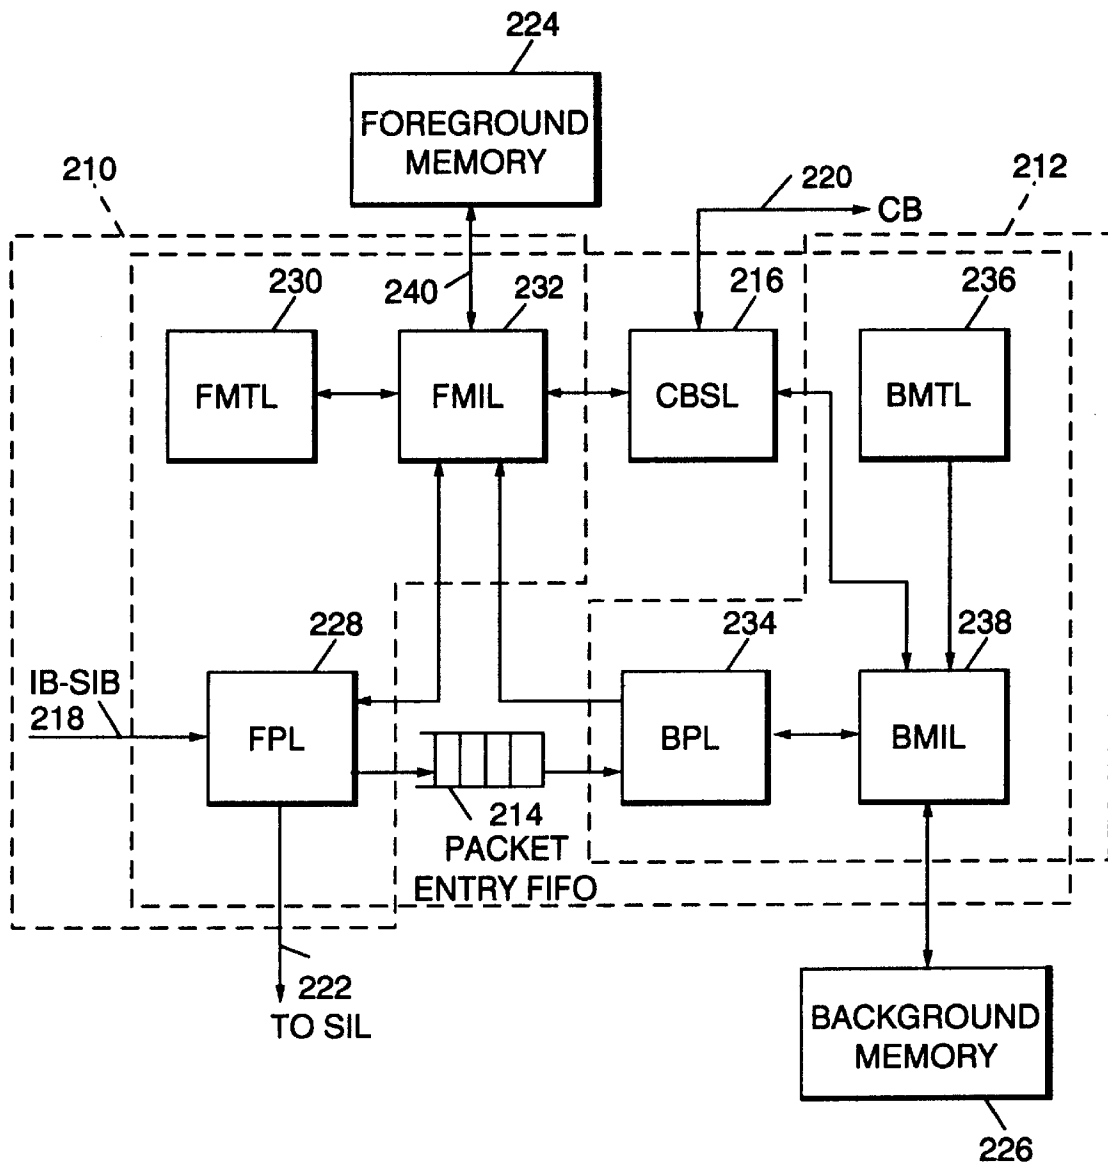 224
FOREGROUND
MEMORY
210
212
220
CB
230
240
232
216
236
FMTL
FMIL
CBSL
BMTL
228
234
238
IB-SIB
218
FPL
BPL
BMIL
214
PACKET
ENTRY FIFO
222
TO SIL
BACKGROUND
MEMORY
226